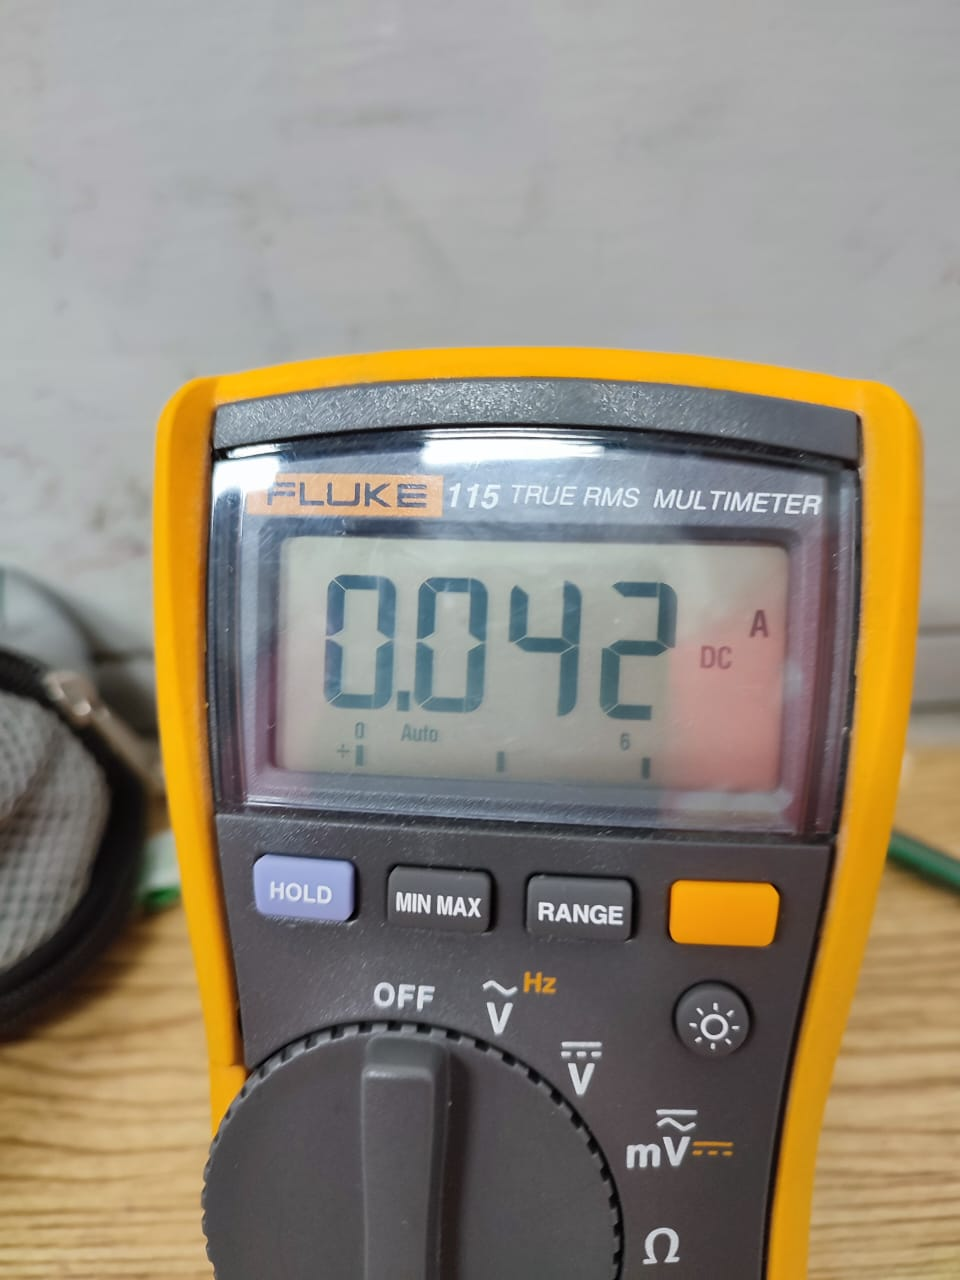 FLUKE 115 TRUE RMS MULTIMETER
0.042 A
DC
0 Auto 6
+
HOLD MIN MAX RANGE
OFF V Hz
V
mV
Ω